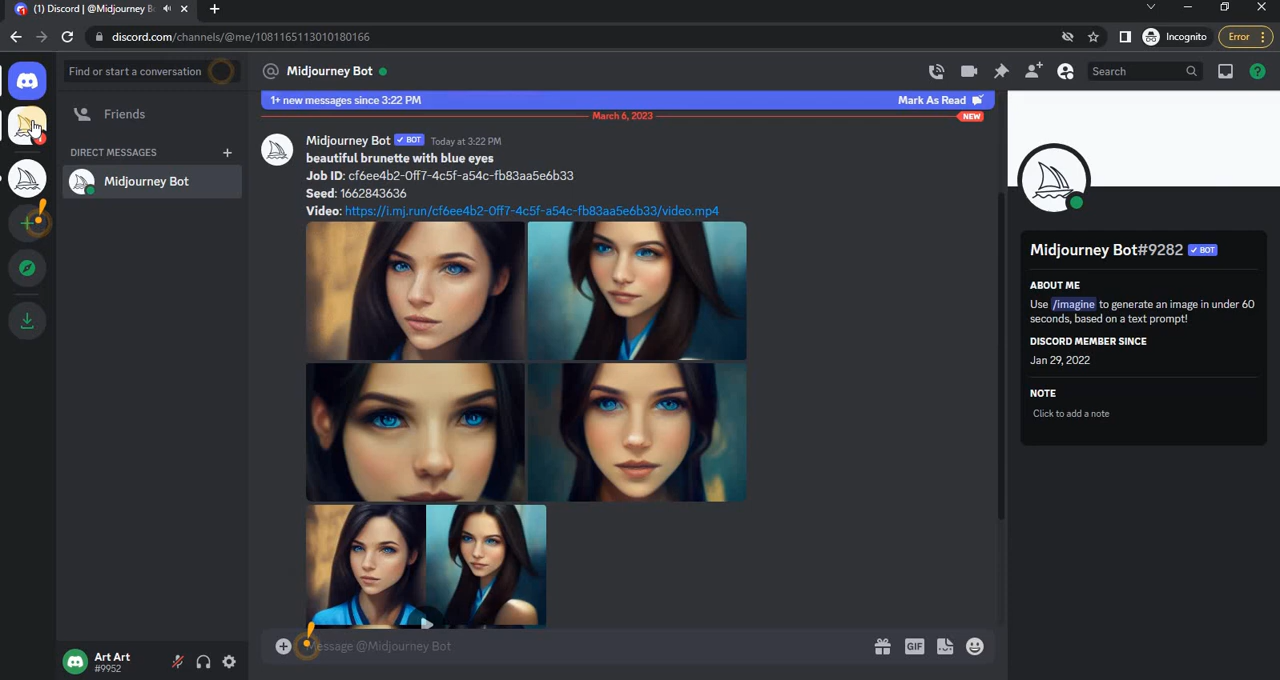 (1) Discord | @Midjourney B
discord.com/channels/@me/1081165113010180166
Incognito
Error
Find or start a conversation
Midjourney Bot
Search
Friends
DIRECT MESSAGES
Midjourney Bot
1+ new messages since 3:22 PM
Mark As Read
March 6, 2023
NEW
Midjourney Bot BOT Today at 3:22 PM
beautiful brunette with blue eyes
Job ID: cf6ee4b2-0ff7-4c5f-a54c-fb83aa5e6b33
Seed: 1662843636
Video: https://i.mj.run/cf6ee4b2-0ff7-4c5f-a54c-fb83aa5e6b33/video.mp4
Message @Midjourney Bot
GIF
Art Art
#9952
Midjourney Bot#9282 BOT
ABOUT ME
Use /imagine to generate an image in under 60
seconds, based on a text prompt!
DISCORD MEMBER SINCE
Jan 29, 2022
NOTE
Click to add a note